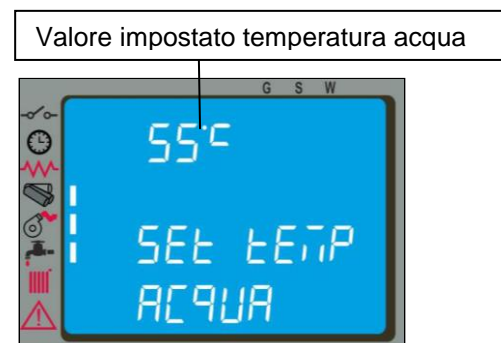 Valore impostato temperatura acqua
G S W
55°C
SET TEMP
ACQUA